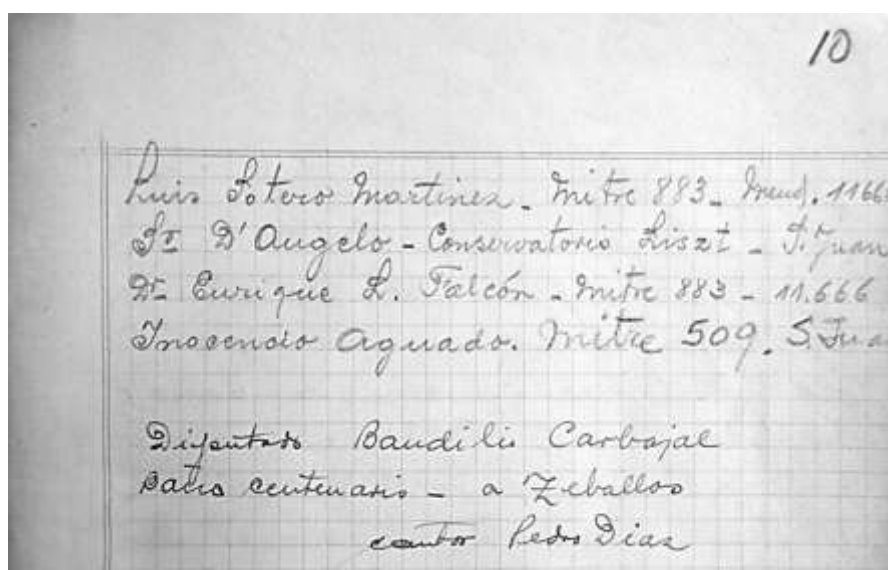 10
Luis Sotero Martinez - Mitre 883 - Mend. 1166
Sr D'Angelo - Conservatorio Liszt - S. Juan
Dr Enrique L. Falcón - Mitre 883 - 11.666
Inocencio Aguado. Mitre 509. S. Jua
Diputado Baudilio Carbajal
centenario - a Zeballos
cantor Pedro Diaz